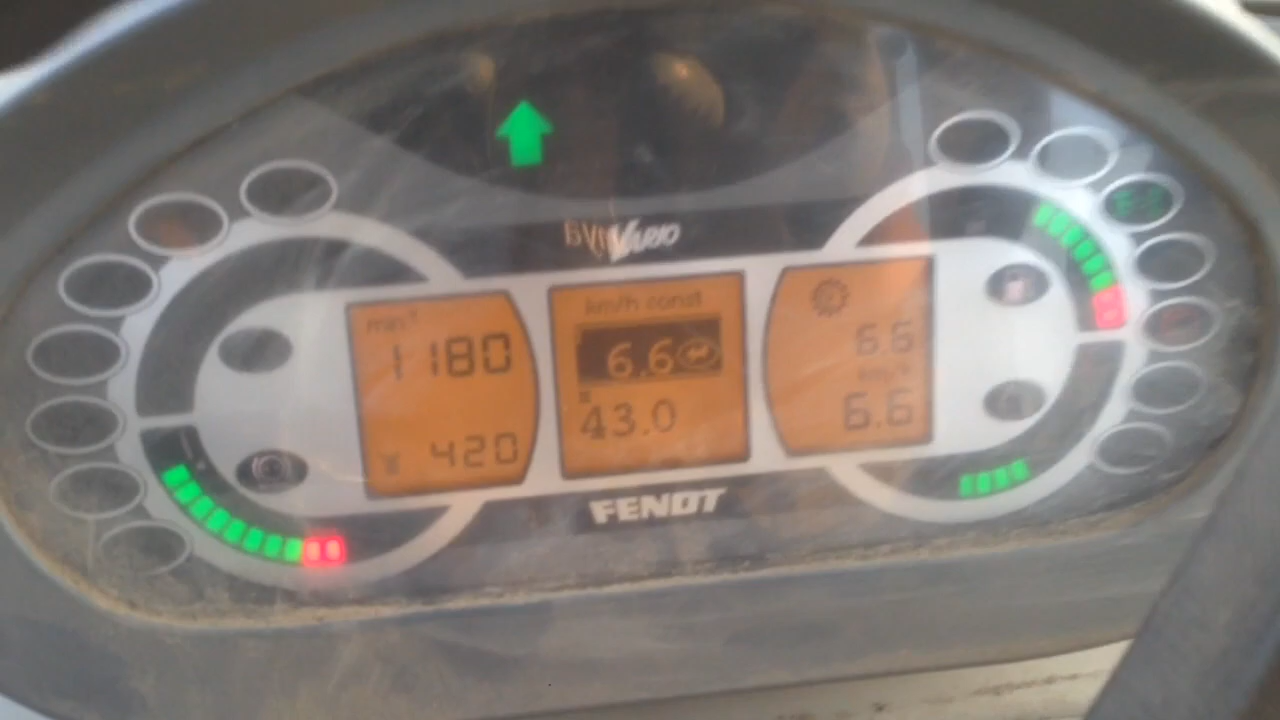 Vario
min⁻¹
1180
420
km/h const
6.6
43.0
6.6
km/h
6.6
FENDT